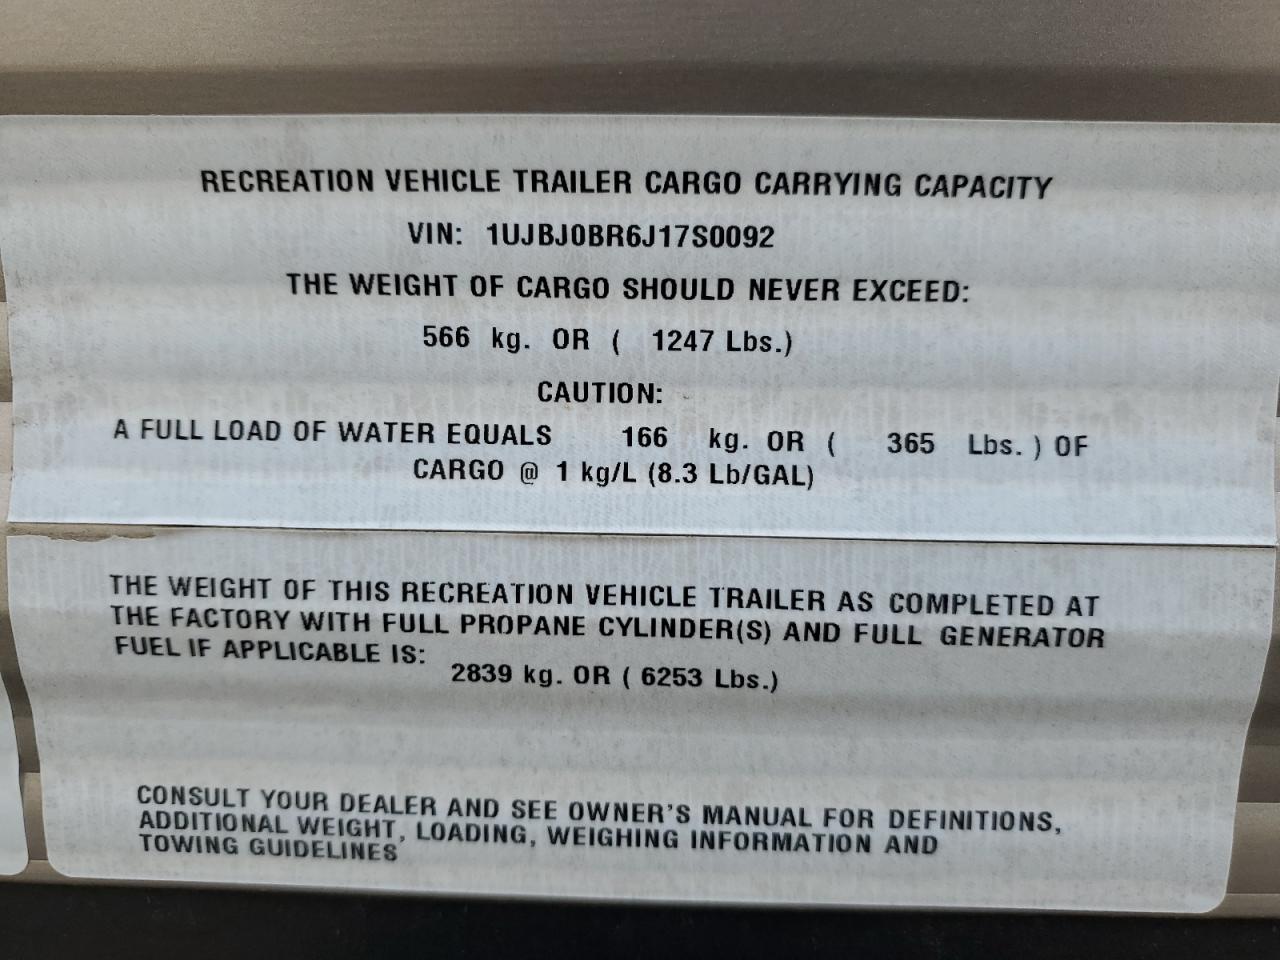 RECREATION VEHICLE TRAILER CARGO CARRYING CAPACITY
VIN: 1UJBJ0BR6J17S0092
THE WEIGHT OF CARGO SHOULD NEVER EXCEED:
566 kg. OR ( 1247 Lbs.)
CAUTION:
A FULL LOAD OF WATER EQUALS 166 kg. OR ( 365 Lbs. ) OF
CARGO @ 1 kg/L (8.3 Lb/GAL)
THE WEIGHT OF THIS RECREATION VEHICLE TRAILER AS COMPLETED AT
THE FACTORY WITH FULL PROPANE CYLINDER(S) AND FULL GENERATOR
FUEL IF APPLICABLE IS:
2839 kg. OR ( 6253 Lbs.)
CONSULT YOUR DEALER AND SEE OWNER'S MANUAL FOR DEFINITIONS,
ADDITIONAL WEIGHT, LOADING, WEIGHING INFORMATION AND
TOWING GUIDELINES